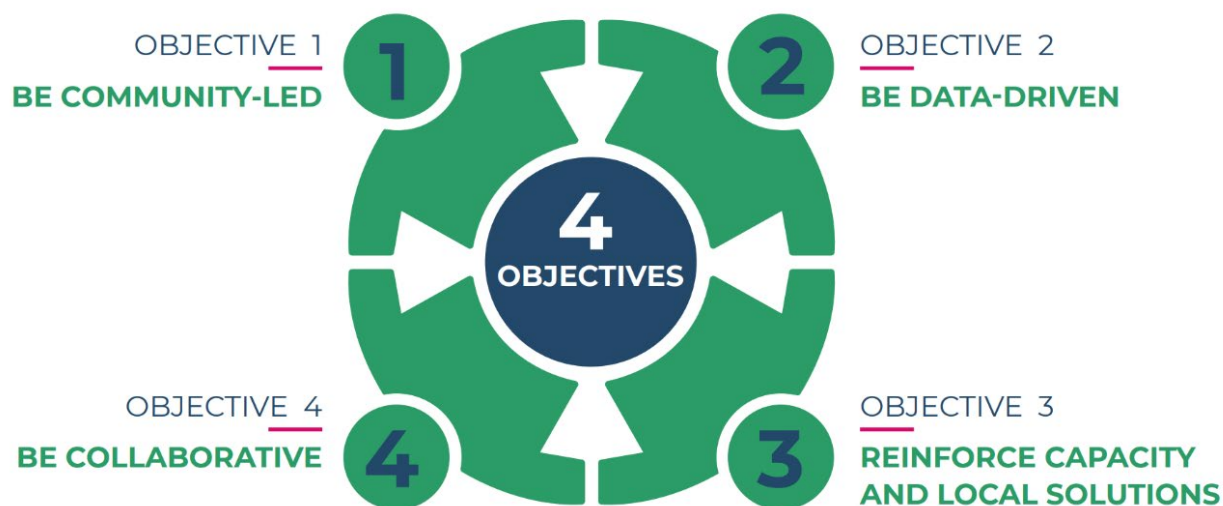 OBJECTIVE 1
BE COMMUNITY-LED
1
2
OBJECTIVE 2
BE DATA-DRIVEN
4
OBJECTIVES
OBJECTIVE 4
BE COLLABORATIVE
4
3
OBJECTIVE 3
REINFORCE CAPACITY
AND LOCAL SOLUTIONS